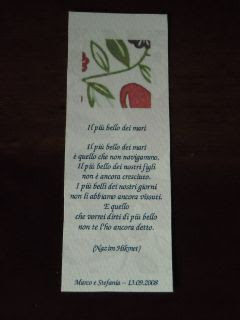 Il più bello dei mari
Il più bello dei mari
è quello che non navigammo.
Il più bello dei nostri figli
non è ancora cresciuto.
I più belli dei nostri giorni
non li abbiamo ancora vissuti.
E quello
che vorrei dirti di più bello
non te l'ho ancora detto.
(Nazim Hikmet)
Marco e Stefania – 13.09.2008